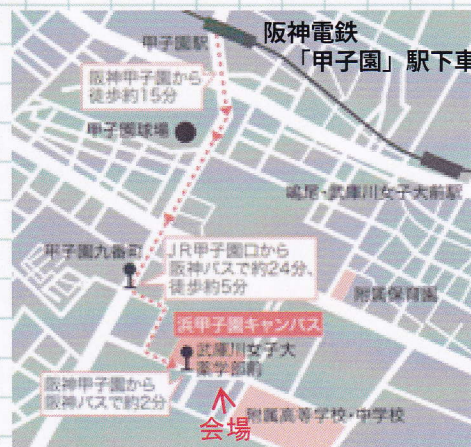 阪神電鉄
「甲子園」駅下車
甲子園駅
阪神甲子園から
徒歩約15分
甲子園球場
鳴尾・武庫川女子大前駅
甲子園九番町
JR甲子園口から
阪神バスで約24分、
徒歩約5分
附属保育園
浜甲子園キャンパス
武庫川女子大
薬学部前
阪神甲子園から
阪神バスで約2分
附属高等学校・中学校
会場